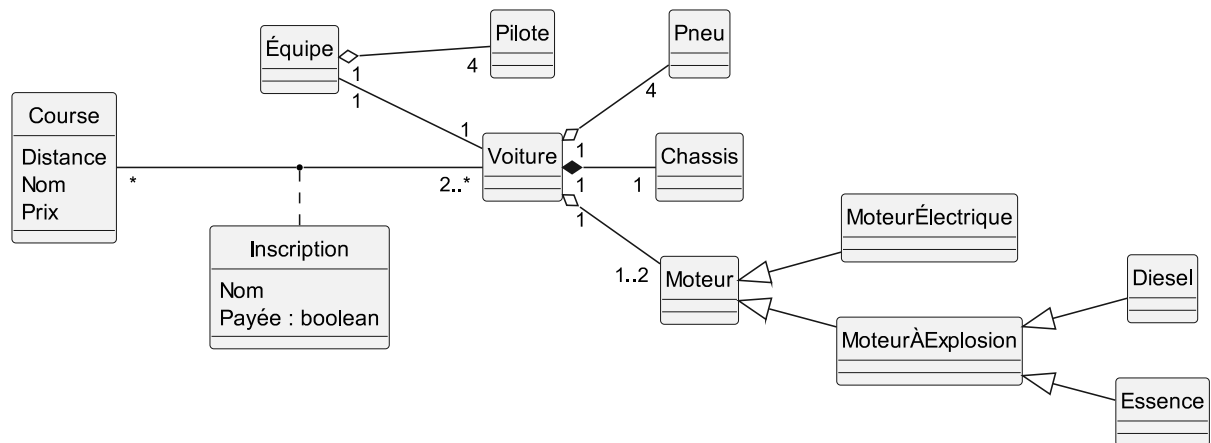 Équipe
1
1
Pilote
4
Pneu
4
Course
Distance
Nom
Prix
*
2..*
1
Voiture
1
1
1
Chassis
1
Inscription
Nom
Payée : boolean
1..2
Moteur
MoteurÉlectrique
MoteurÀExplosion
Diesel
Essence